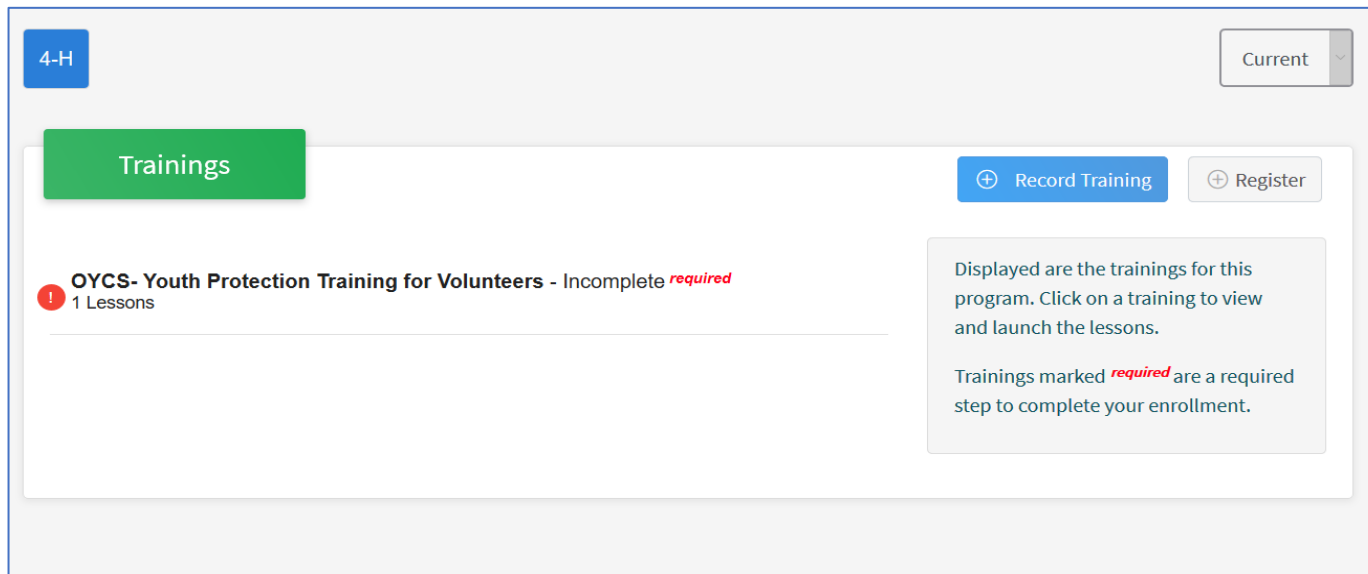 4-H
Current
Trainings
Record Training
Register
OYCS- Youth Protection Training for Volunteers - Incomplete required
1 Lessons
Displayed are the trainings for this
program. Click on a training to view
and launch the lessons.
Trainings marked required are a required
step to complete your enrollment.